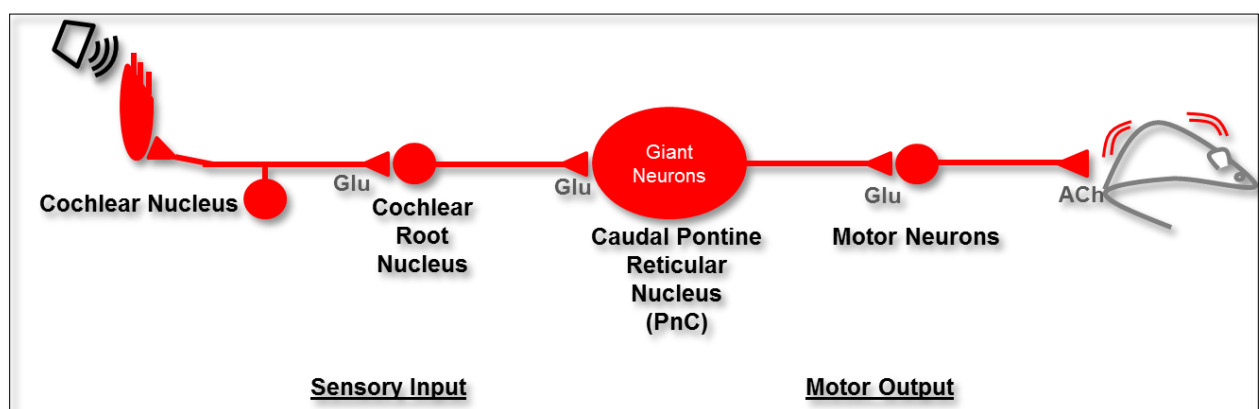 Giant
Neurons
Glu
Glu
Glu
ACh
Cochlear Nucleus
Cochlear
Root
Nucleus
Caudal Pontine
Reticular
Nucleus
(PnC)
Motor Neurons
Sensory Input
Motor Output